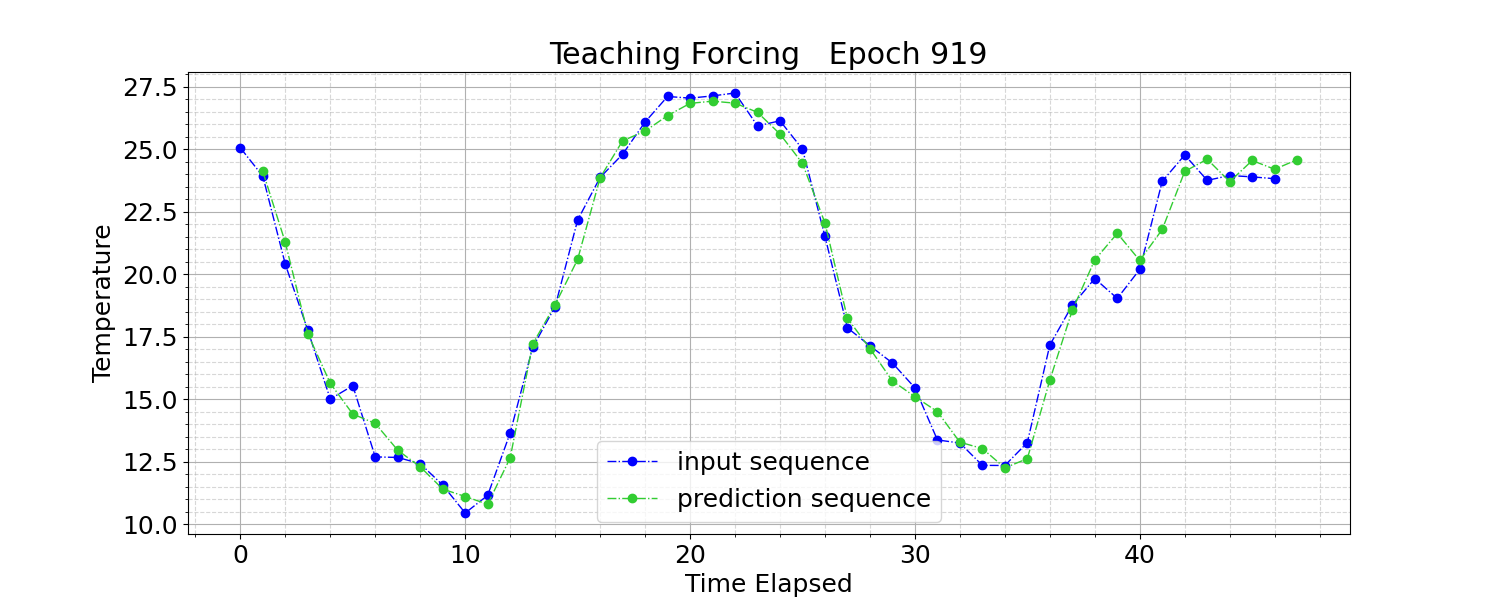 Teaching Forcing   Epoch 919
27.5
25.0
22.5
20.0
17.5
15.0
12.5
10.0
Temperature
input sequence
prediction sequence
0 10 20 30 40
Time Elapsed